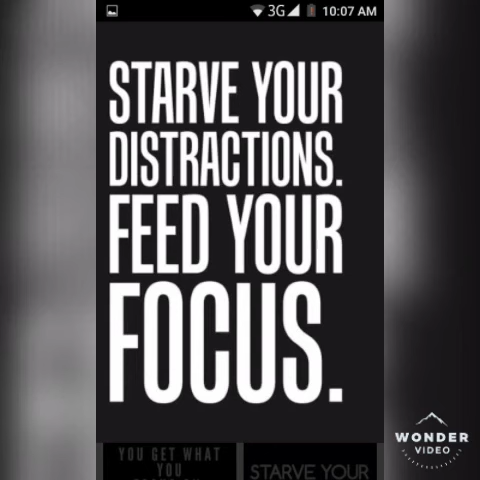 3G 10:07 AM
STARVE YOUR
DISTRACTIONS.
FEED YOUR
FOCUS.
YOU GET WHAT
YOU
STARVE YOUR
WONDER
VIDEO